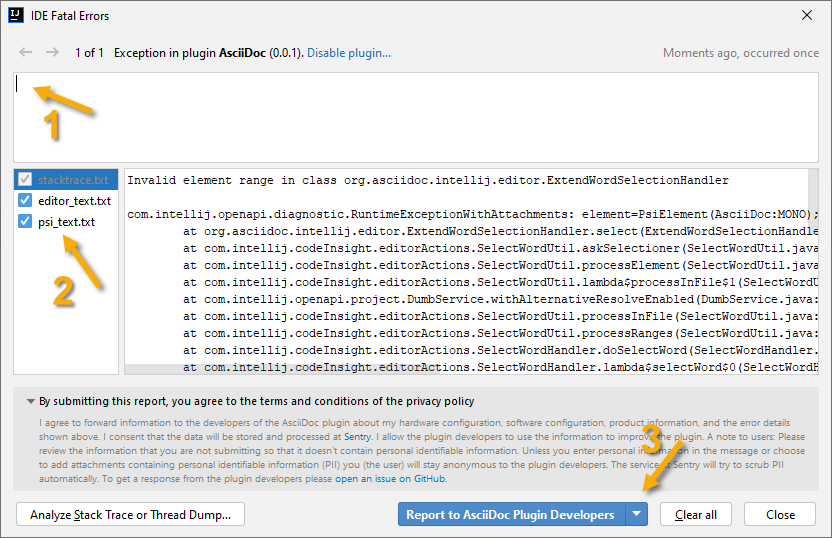 IDE Fatal Errors
1 of 1 Exception in plugin AsciiDoc (0.0.1). Disable plugin... Moments ago, occurred once
1
stacktrace.txt
editor_text.txt
psi_text.txt
2
Invalid element range in class org.asciidoc.intellij.editor.ExtendWordSelectionHandler
com.intellij.openapi.diagnostic.RuntimeExceptionWithAttachments: element=PsiElement(AsciiDoc:MONO);
at org.asciidoc.intellij.editor.ExtendWordSelectionHandler.select(ExtendWordSelectionHandl
at com.intellij.codeInsight.editorActions.SelectWordUtil.askSelectioner(SelectWordUtil.java
at com.intellij.codeInsight.editorActions.SelectWordUtil.processElement(SelectWordUtil.java
at com.intellij.codeInsight.editorActions.SelectWordUtil.lambda$processInFile$1(SelectWordU
at com.intellij.openapi.project.DumbService.withAlternativeResolveEnabled(DumbService.java:
at com.intellij.codeInsight.editorActions.SelectWordUtil.processInFile(SelectWordUtil.java:
at com.intellij.codeInsight.editorActions.SelectWordUtil.processRanges(SelectWordUtil.java:
at com.intellij.codeInsight.editorActions.SelectWordHandler.doSelectWord(SelectWordHandler.
at com.intellij.codeInsight.editorActions.SelectWordHandler.lambda$selectWord$0(SelectWordH
By submitting this report, you agree to the terms and conditions of the privacy policy
I agree to forward information to the developers of the AsciiDoc plugin about my hardware configuration, software configuration, product information, and the error details
shown above. I consent that the data will be stored and processed at Sentry. I allow the plugin developers to use the information to improve the plugin. A note to users: Please
review the information that you are not submitting so that it doesn't contain personal identifiable information. Unless you enter personal information in the message or choose
to add attachments containing personal identifiable information (PII) you (the user) will stay anonymous to the plugin developers. The service at Sentry will try to scrub PII
automatically. To get a response from the plugin developers please open an issue on GitHub.
3
Analyze Stack Trace or Thread Dump... Report to AsciiDoc Plugin Developers Clear all Close